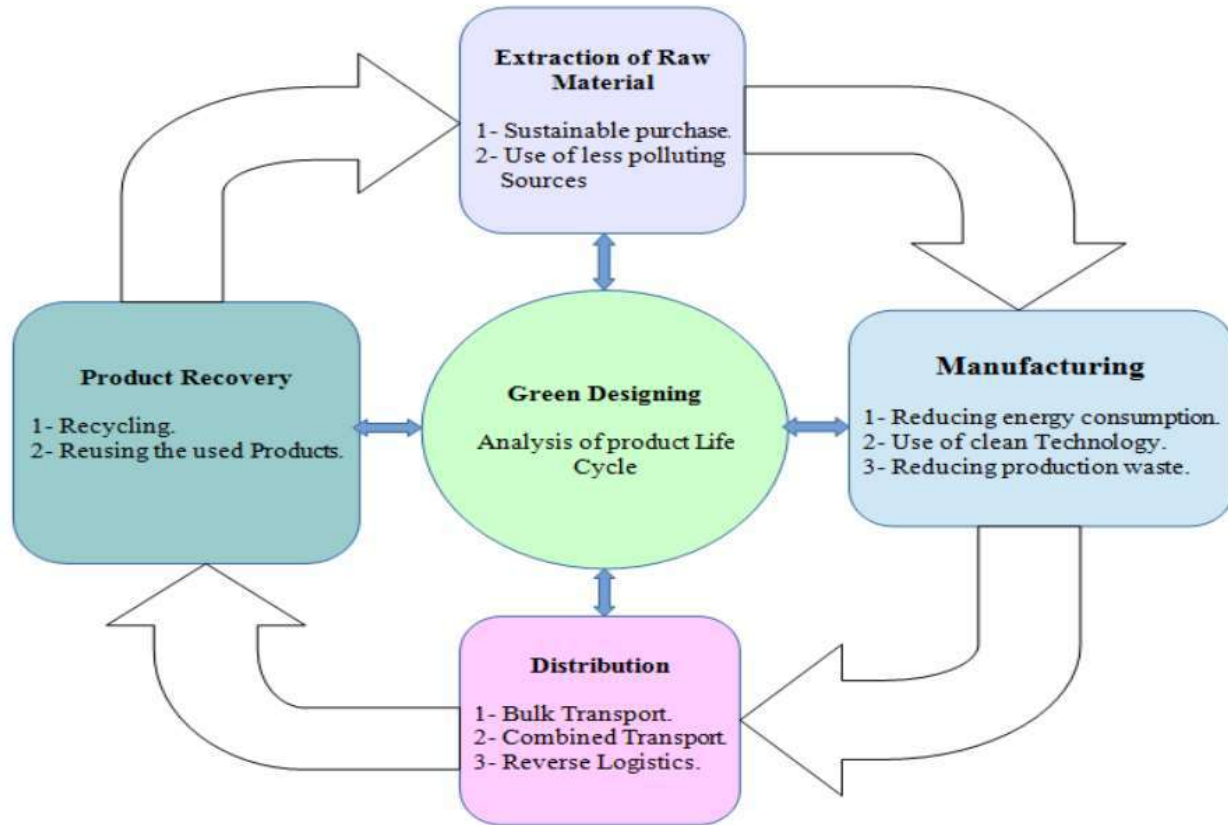 Extraction of Raw
Material
1- Sustainable purchase.
2- Use of less polluting
Sources
Product Recovery
1- Recycling.
2- Reusing the used Products.
Green Designing
Analysis of product Life
Cycle
Manufacturing
1- Reducing energy consumption.
2- Use of clean Technology.
3- Reducing production waste.
Distribution
1- Bulk Transport.
2- Combined Transport.
3- Reverse Logistics.